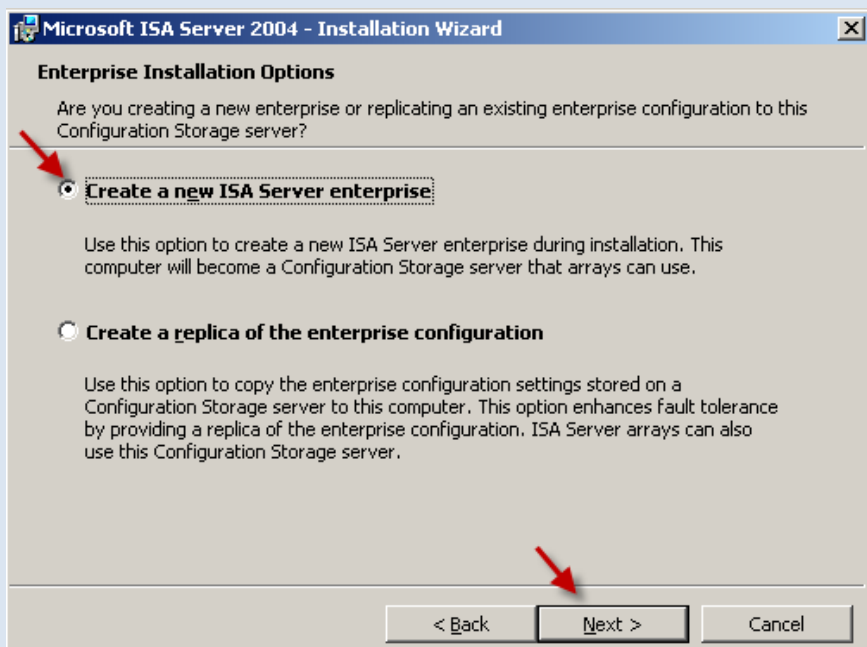 Microsoft ISA Server 2004 - Installation Wizard
Enterprise Installation Options
Are you creating a new enterprise or replicating an existing enterprise configuration to this
Configuration Storage server?
Create a new ISA Server enterprise
Use this option to create a new ISA Server enterprise during installation. This
computer will become a Configuration Storage server that arrays can use.
Create a replica of the enterprise configuration
Use this option to copy the enterprise configuration settings stored on a
Configuration Storage server to this computer. This option enhances fault tolerance
by providing a replica of the enterprise configuration. ISA Server arrays can also
use this Configuration Storage server.
< Back Next > Cancel